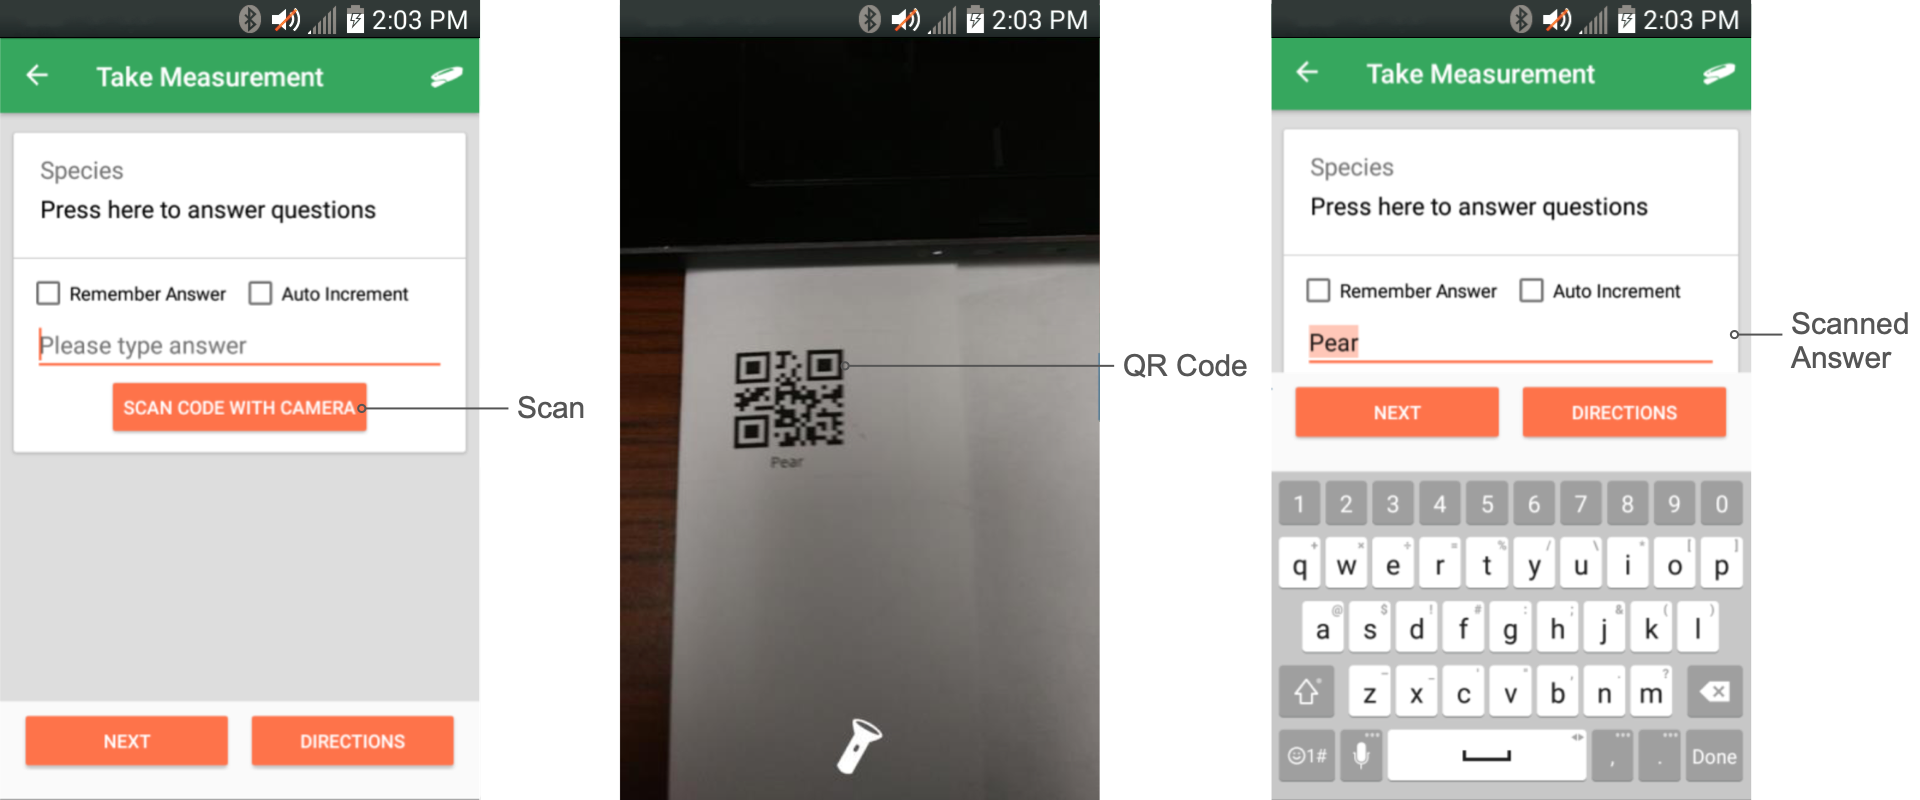 2:03 PM
Take Measurement
Species
Press here to answer questions
Remember Answer
Auto Increment
Please type answer
SCAN CODE WITH CAMERA
Scan
NEXT
DIRECTIONS
2:03 PM
QR Code
Pear
2:03 PM
Take Measurement
Species
Press here to answer questions
Remember Answer
Auto Increment
Pear
Scanned
Answer
NEXT
DIRECTIONS
1 2 3 4 5 6 7 8 9 0
q w e r t y u i o p
a s d f g h j k l
z x c v b n m
1# , . Done